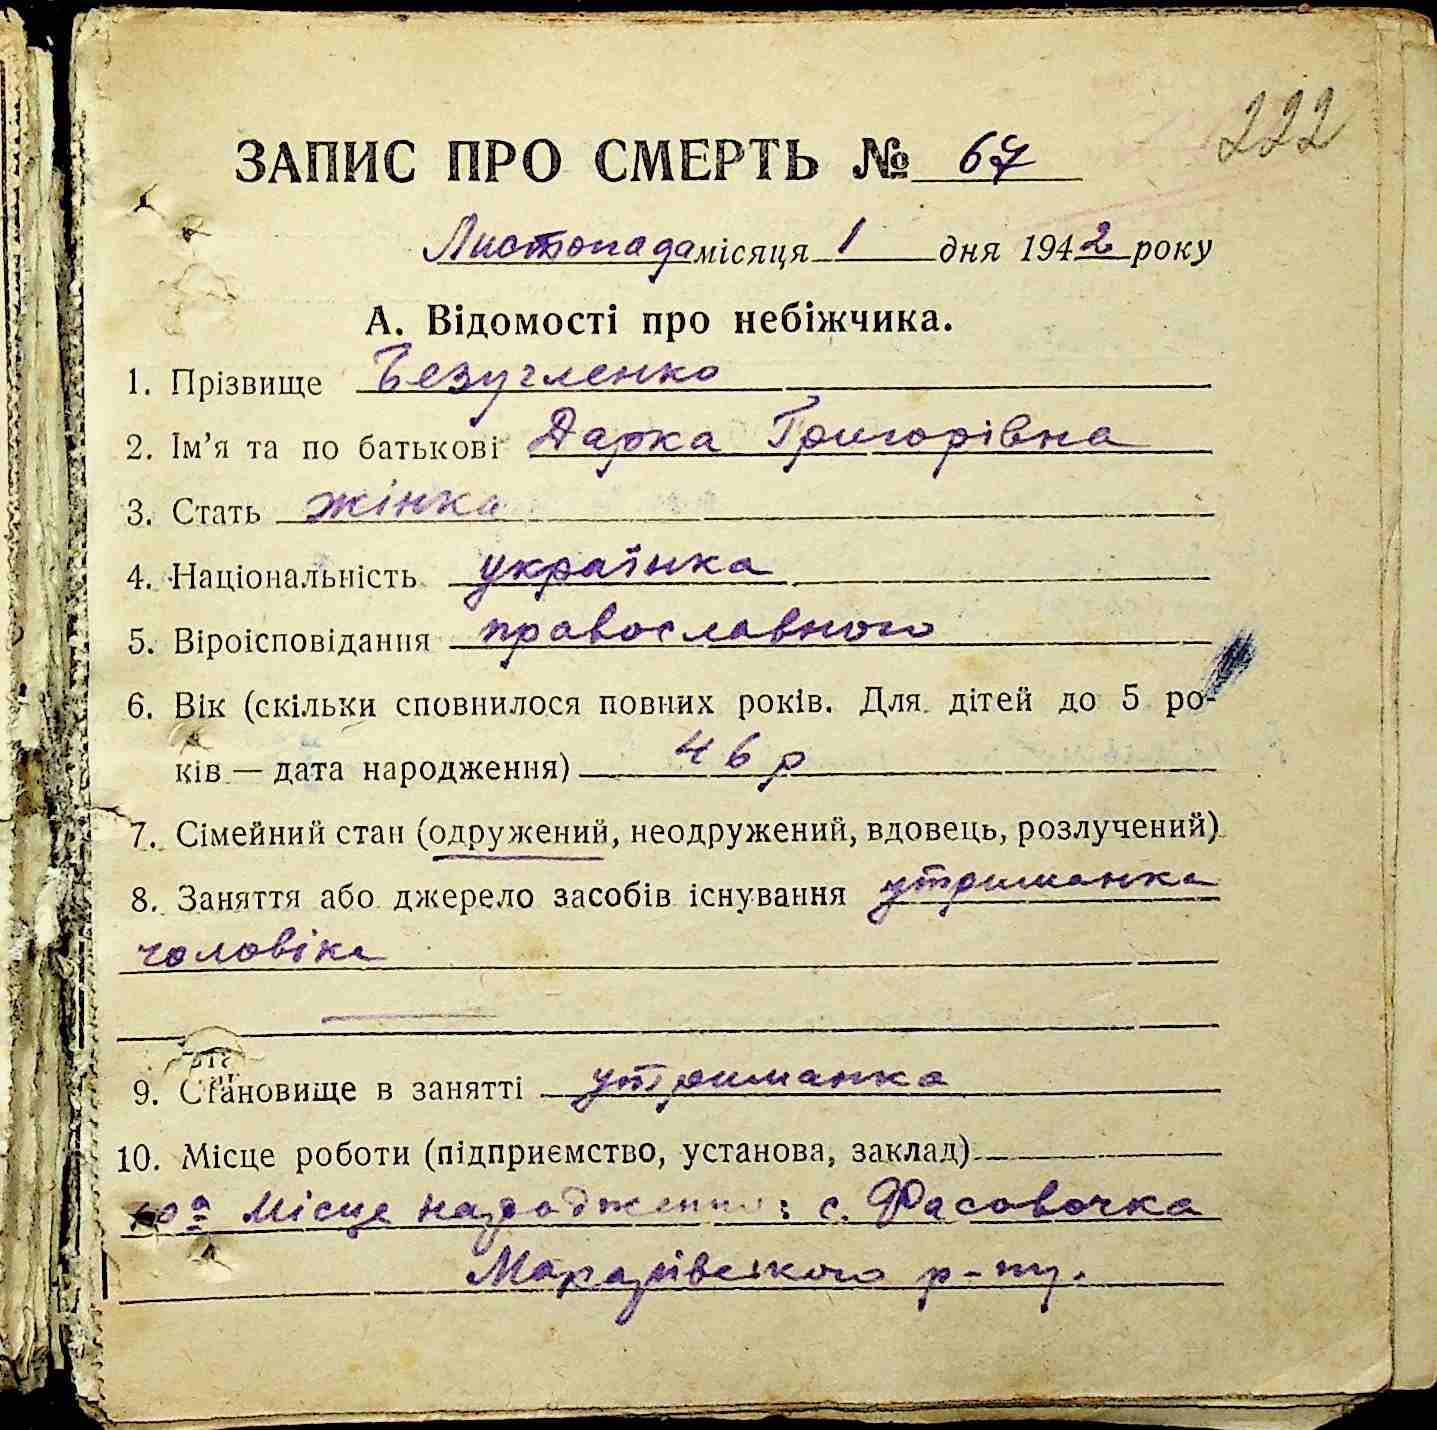 222
ЗАПИС ПРО СМЕРТЬ № 67
Листопада місяця 1 дня 1942 року
А. Відомості про небіжчика.
1. Прізвище Безугленко
2. Ім’я та по батькові Дарка Григорівна
3. Стать жінка
4. Національність українка
5. Віроісповідання православного
6. Вік (скільки сповнилося повних років. Для дітей до 5 ро-
ків — дата народження) 46 р
7. Сімейний стан (одружений, неодружений, вдовець, розлучений)
8. Заняття або джерело засобів існування утриманка
чоловіка
9. Становище в занятті утриманка
10. Місце роботи (підприємство, установа, заклад)
10а Місце народження: с. Фасовочка
р-ну.